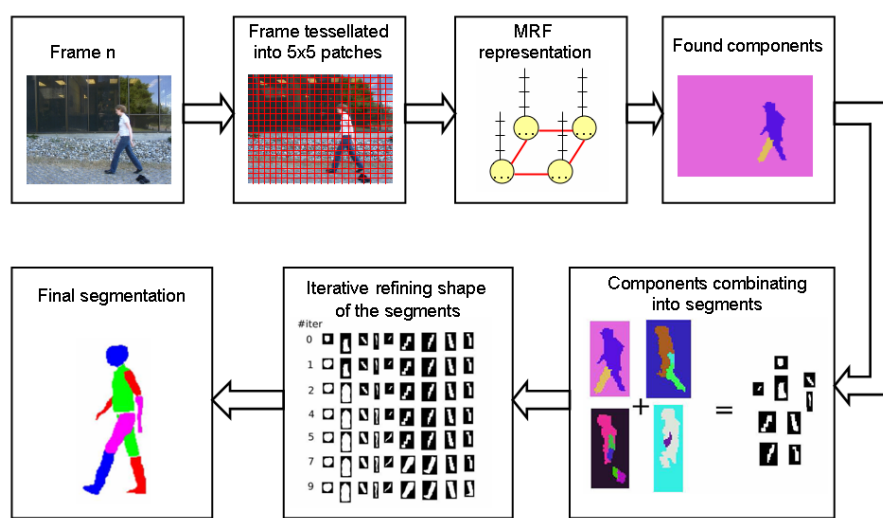 Frame n
Frame tessellated
into 5x5 patches
MRF
representation
...
...
...
...
Found components
Final segmentation
Iterative refining shape
of the segments
#iter
0
1
2
4
5
7
9
Components combinating
into segments
+
=